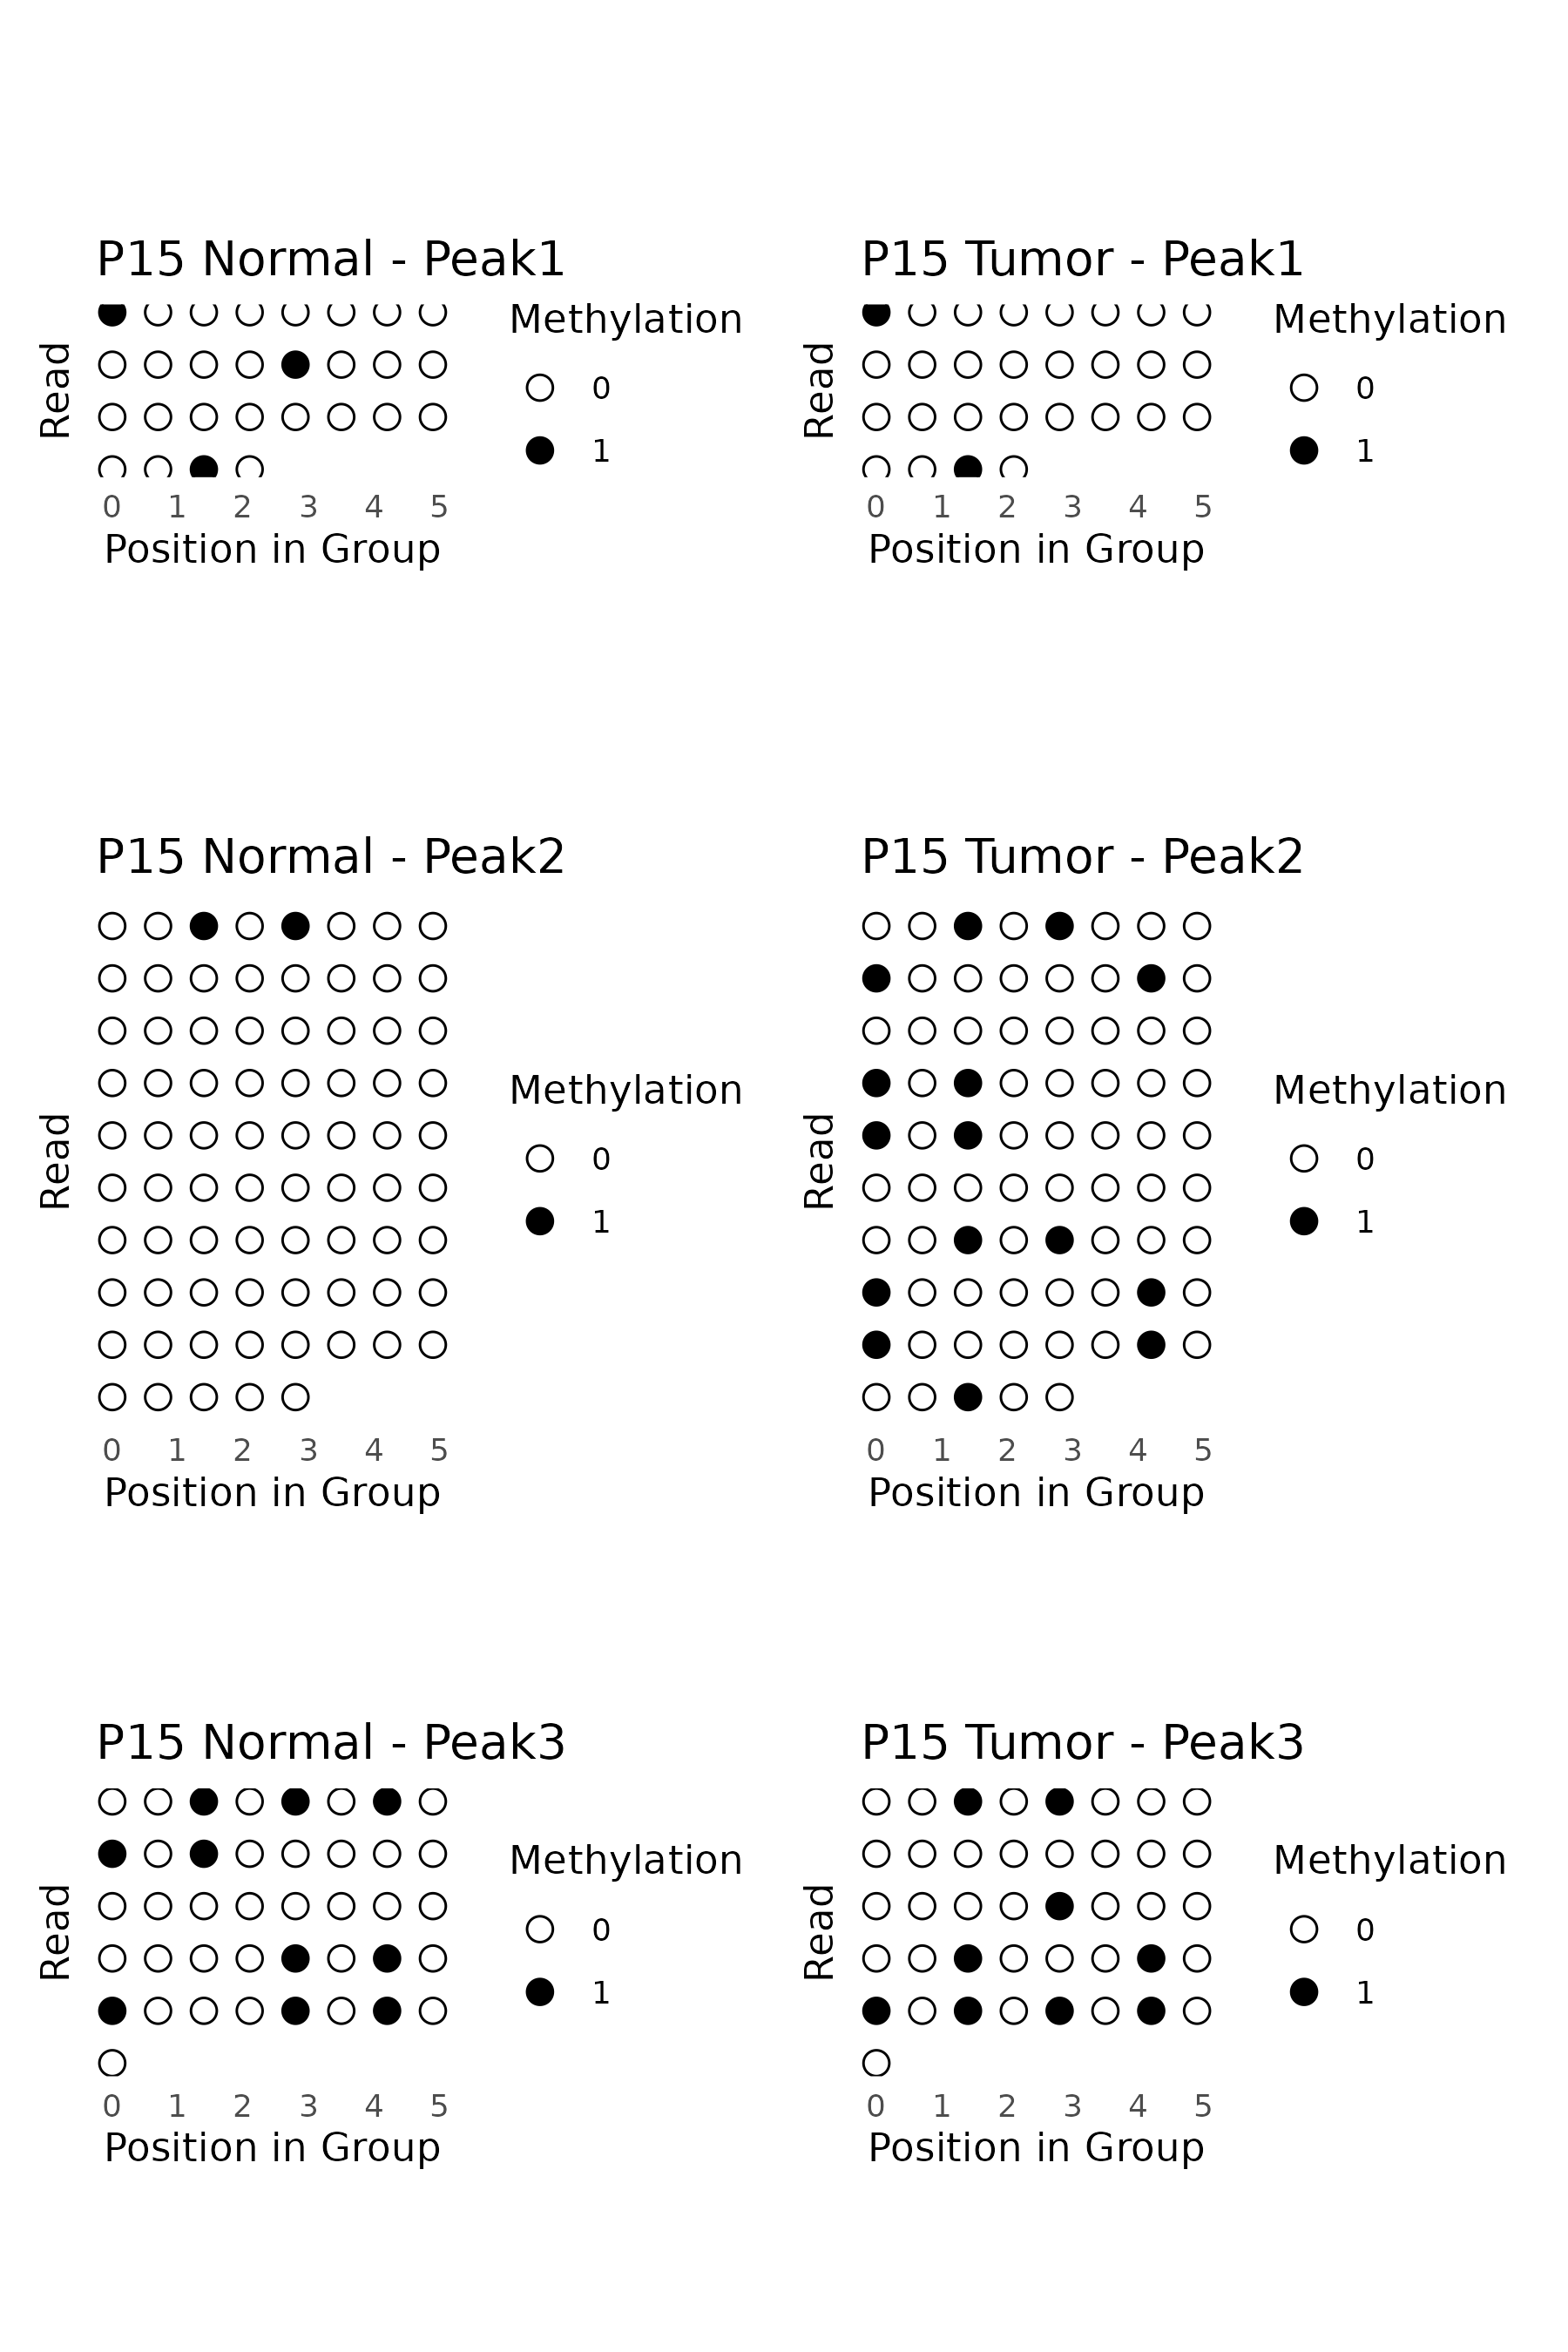 P15 Normal - Peak1
Methylation
0
1
Read
0 1 2 3 4 5
Position in Group
P15 Tumor - Peak1
Methylation
0
1
Read
0 1 2 3 4 5
Position in Group
P15 Normal - Peak2
Methylation
0
1
Read
0 1 2 3 4 5
Position in Group
P15 Tumor - Peak2
Methylation
0
1
Read
0 1 2 3 4 5
Position in Group
P15 Normal - Peak3
Methylation
0
1
Read
0 1 2 3 4 5
Position in Group
P15 Tumor - Peak3
Methylation
0
1
Read
0 1 2 3 4 5
Position in Group